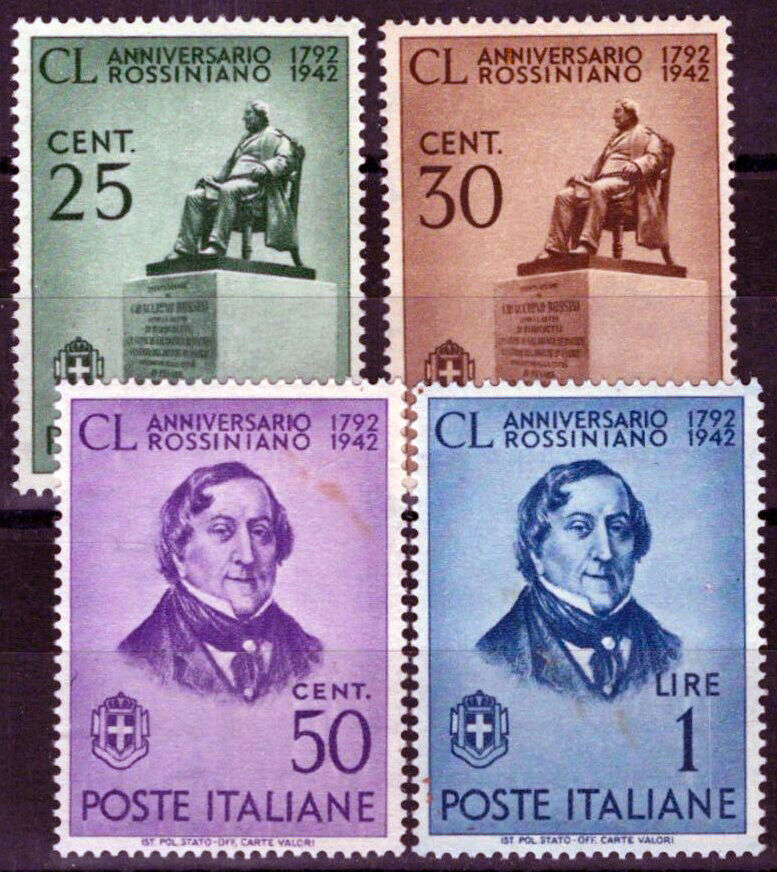 CL ANNIVERSARIO 1792
ROSSINIANO 1942
CENT.
25
CL ANNIVERSARIO 1792
ROSSINIANO 1942
CENT.
30
CL ANNIVERSARIO 1792
ROSSINIANO 1942
CENT.
50
POSTE ITALIANE
IST. POL. STATO-OFF. CARTE VALORI
CL ANNIVERSARIO 1792
ROSSINIANO 1942
LIRE
1
POSTE ITALIANE
IST. POL. STATO-OFF. CARTE VALORI